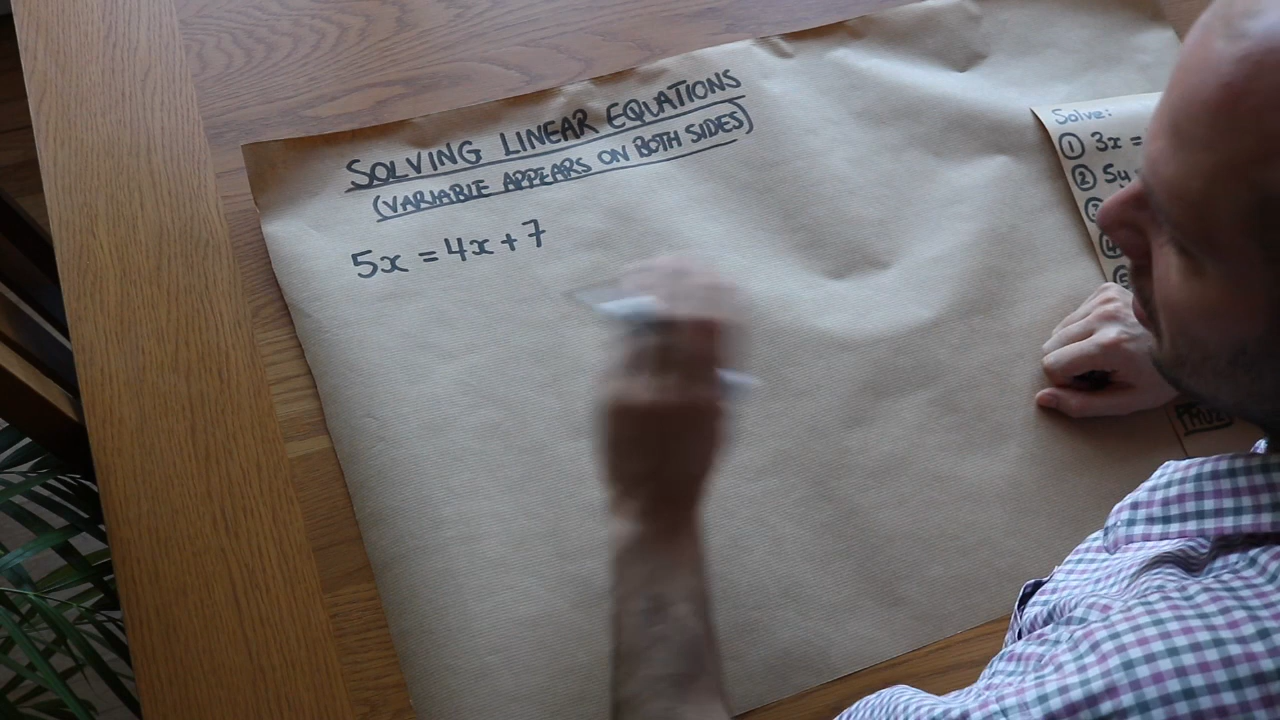 SOLVING LINEAR EQUATIONS
(VARIABLE APPEARS ON BOTH SIDES)
5x = 4x + 7
Solve:
① 3x =
② 5y